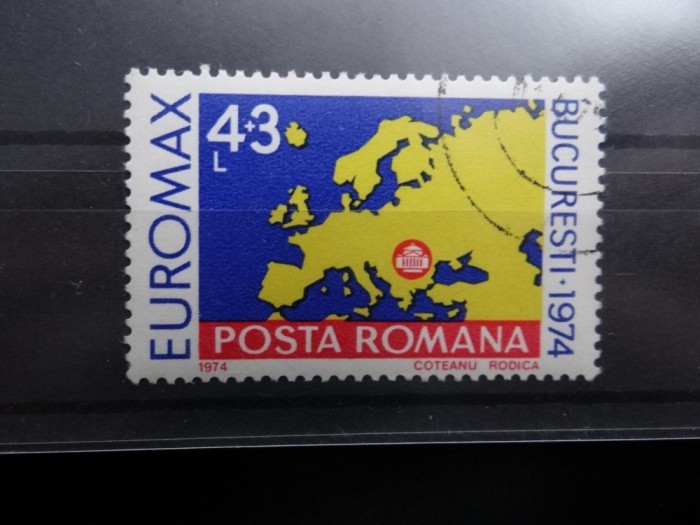 EUROMAX
4+3
L
BUCURESTI·1974
POSTA ROMANA
1974
COTEANU RODICA